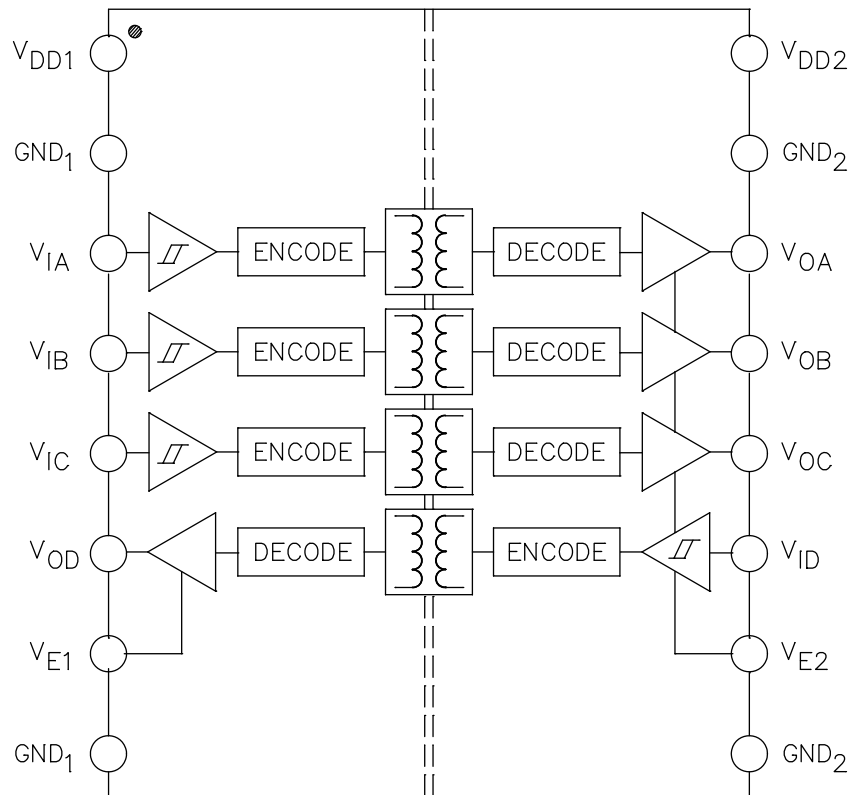 VDD1 VDD2
GND1 GND2
VIA ENCODE DECODE VOA
VIB ENCODE DECODE VOB
VIC ENCODE DECODE VOC
VOD DECODE ENCODE VID
VE1 VE2
GND1 GND2